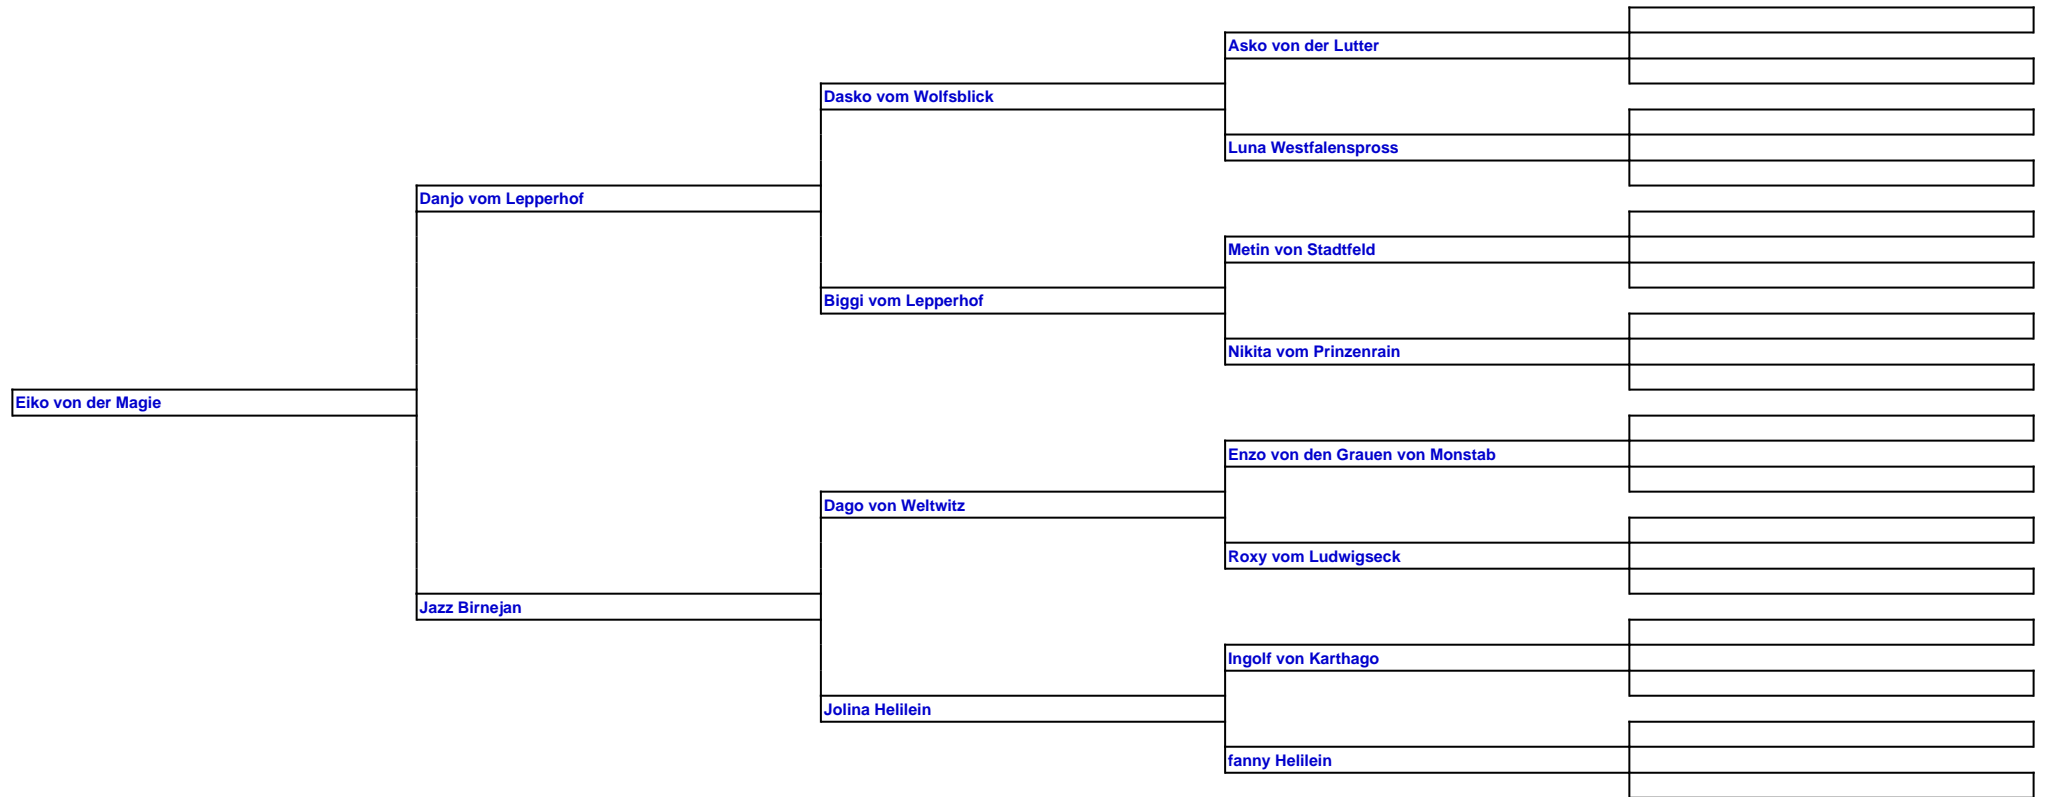 Asko von der Lutter
Dasko vom Wolfsblick
Luna Westfalenspross
Danjo vom Lepperhof
Metin von Stadtfeld
Biggi vom Lepperhof
Nikita vom Prinzenrain
Eiko von der Magie
Enzo von den Grauen von Monstab
Dago von Weltwitz
Roxy vom Ludwigseck
Jazz Birnejan
Ingolf von Karthago
Jolina Helilein
fanny Helilein